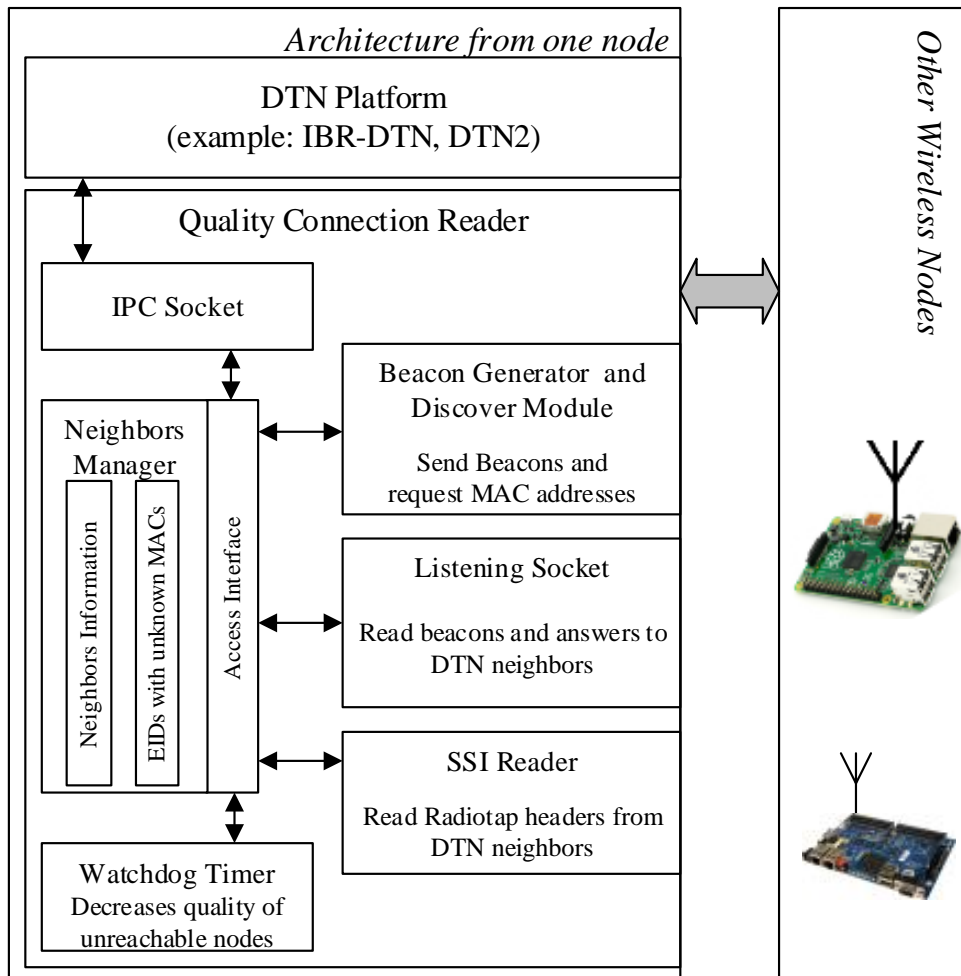 Architecture from one node
DTN Platform
(example: IBR-DTN, DTN2)
Quality Connection Reader
IPC Socket
Neighbors
Manager
Neighbors Information
EIDs with unknown MACs
Access Interface
Beacon Generator and
Discover Module
Send Beacons and
request MAC addresses
Listening Socket
Read beacons and answers to
DTN neighbors
SSI Reader
Read Radiotap headers from
DTN neighbors
Watchdog Timer
Decreases quality of
unreachable nodes
Other Wireless Nodes